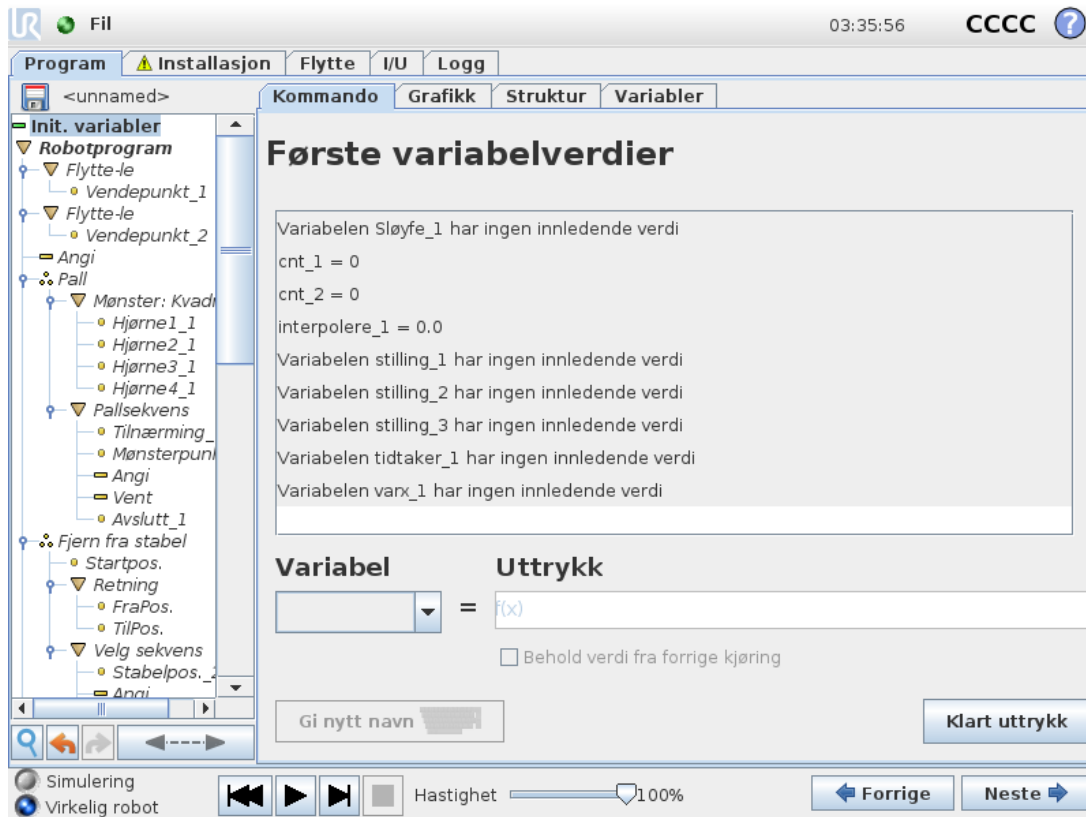 UR Fil 03:35:56 CCCC ?
Program Installasjon Flytte I/U Logg
<unnamed>
Kommando Grafikk Struktur Variabler
Init. variabler
Robotprogram
Flytte-le
Vendepunkt_1
Flytte-le
Vendepunkt_2
Angi
Pall
Mønster: Kvadr
Hjørne1_1
Hjørne2_1
Hjørne3_1
Hjørne4_1
Pallsekvens
Tilnærming_
Mønsterpun
Angi
Vent
Avslutt_1
Fjern fra stabel
Startpos.
Retning
FraPos.
TilPos.
Velg sekvens
Stabelpos._2
Angi
Første variabelverdier
Variabelen Sløyfe_1 har ingen innledende verdi
cnt_1 = 0
cnt_2 = 0
interpolere_1 = 0.0
Variabelen stilling_1 har ingen innledende verdi
Variabelen stilling_2 har ingen innledende verdi
Variabelen stilling_3 har ingen innledende verdi
Variabelen tidtaker_1 har ingen innledende verdi
Variabelen varx_1 har ingen innledende verdi
Variabel Uttrykk
= f(x)
Behold verdi fra forrige kjøring
Gi nytt navn
Klart uttrykk
Simulering
Virkelig robot
Hastighet 100%
Forrige Neste